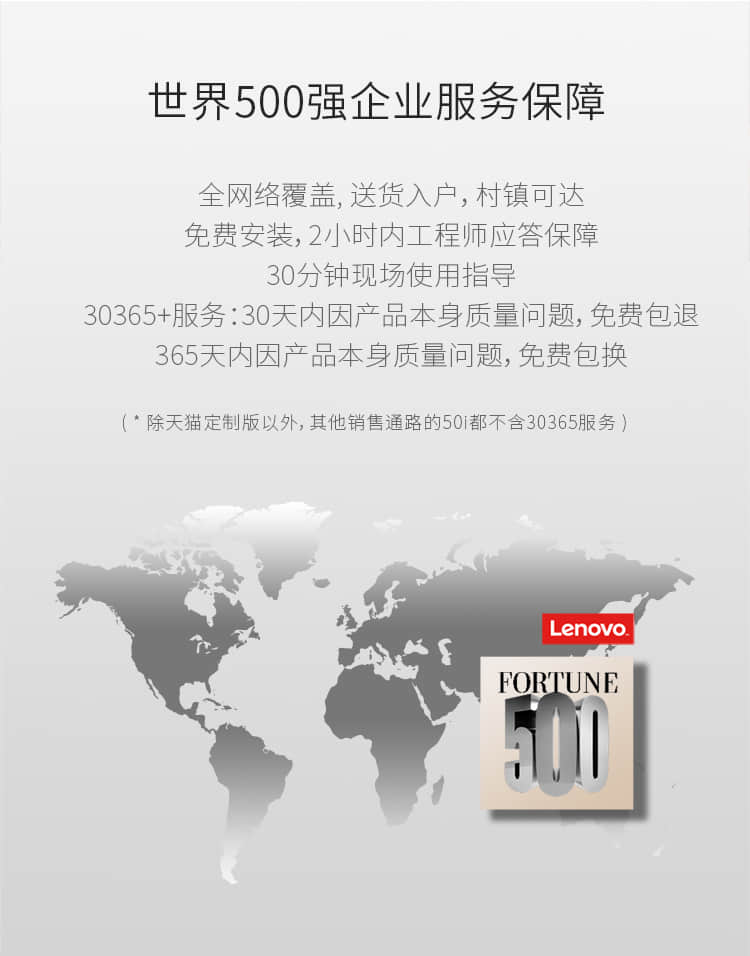 世界500强企业服务保障
全网络覆盖, 送货入户，村镇可达
免费安装，2小时内工程师应答保障
30分钟现场使用指导
30365+服务：30天内因产品本身质量问题，免费包退
365天内因产品本身质量问题，免费包换
( * 除天猫定制版以外，其他销售通路的50i都不含30365服务 )
Lenovo
FORTUNE
500